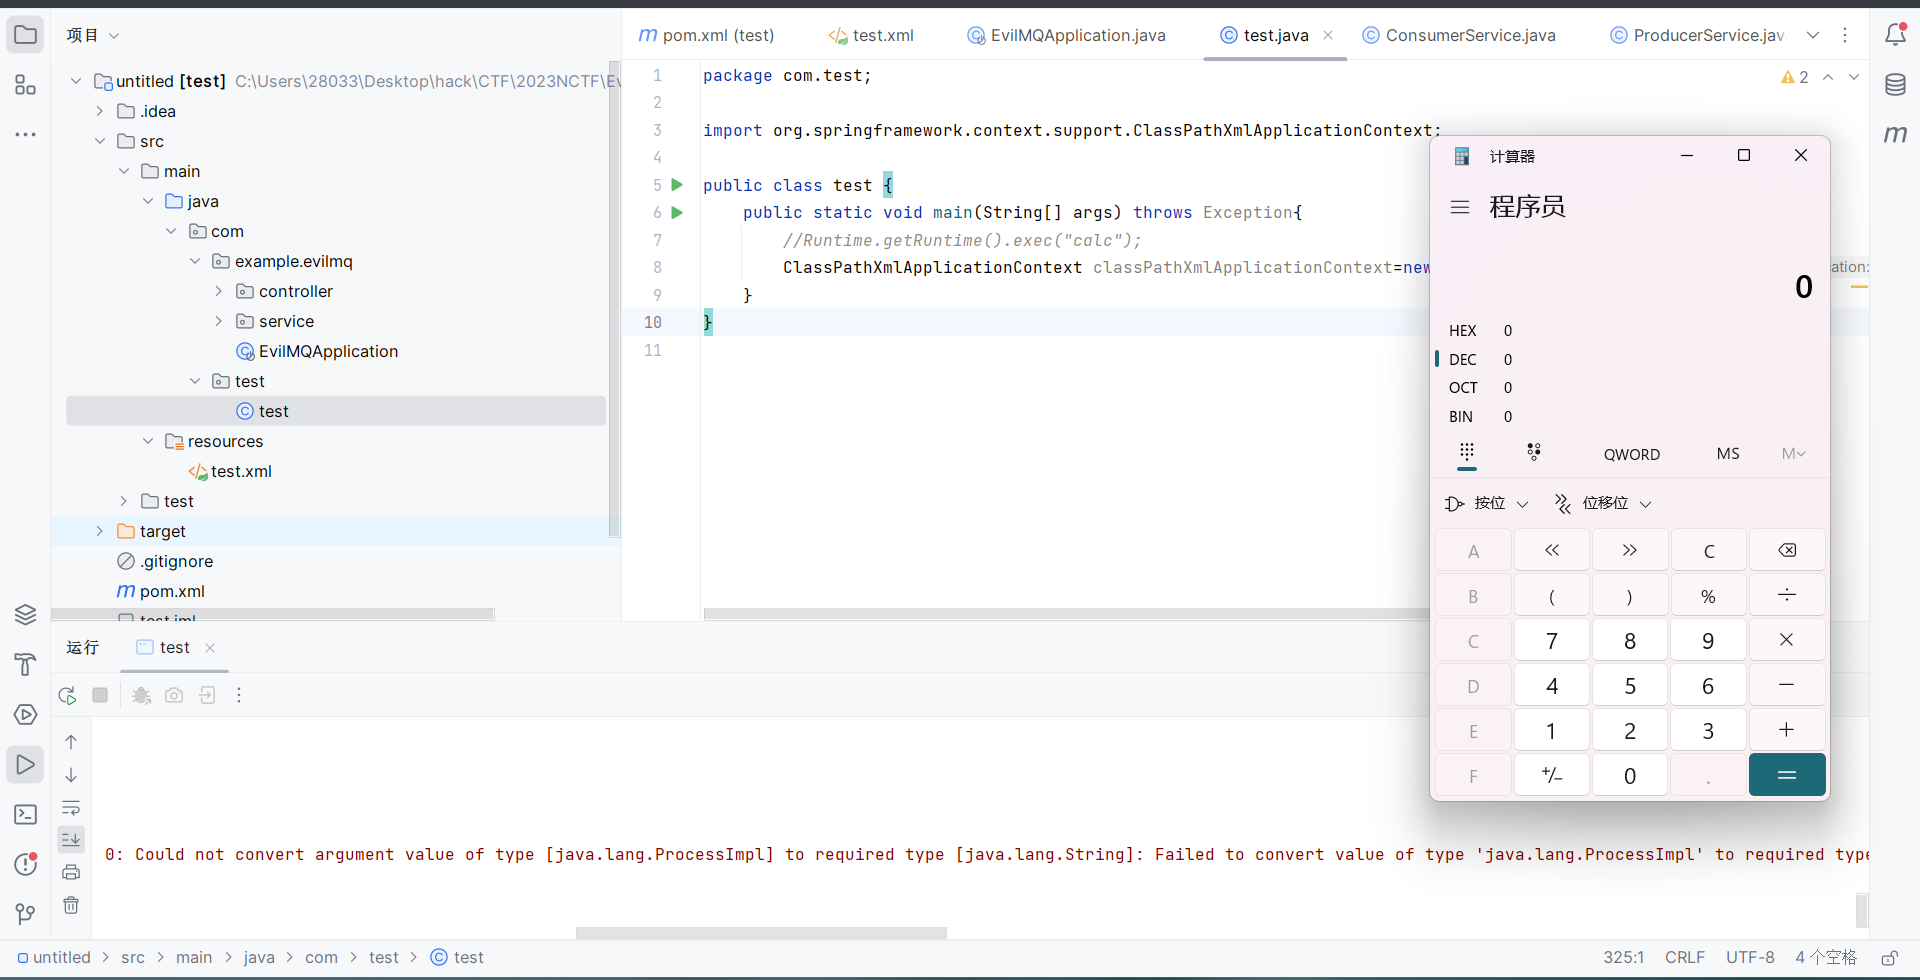 项目
untitled [test] C:\Users\28033\Desktop\hack\CTF\2023NCTF\Ev
.idea
src
main
java
com
example.evilmq
controller
service
EvilMQApplication
test
test
resources
test.xml
test
target
.gitignore
pom.xml
test.iml
pom.xml (test)
test.xml
EvilMQApplication.java
test.java
ConsumerService.java
ProducerService.jav
2
1 package com.test;
2
3 import org.springframework.context.support.ClassPathXmlApplicationContext;
4
5 public class test {
6 public static void main(String[] args) throws Exception{
7 //Runtime.getRuntime().exec("calc");
8 ClassPathXmlApplicationContext classPathXmlApplicationContext=new
ation:
9 }
10 }
11
计算器
程序员
0
HEX 0
DEC 0
OCT 0
BIN 0
QWORD MS M
按位 位移位
A << >> C
B ( ) % ÷
C 7 8 9 ×
D 4 5 6 −
E 1 2 3 +
F +/− 0 . =
运行 test
0: Could not convert argument value of type [java.lang.ProcessImpl] to required type [java.lang.String]: Failed to convert value of type 'java.lang.ProcessImpl' to required type
untitled > src > main > java > com > test > test
325:1 CRLF UTF-8 4 个空格